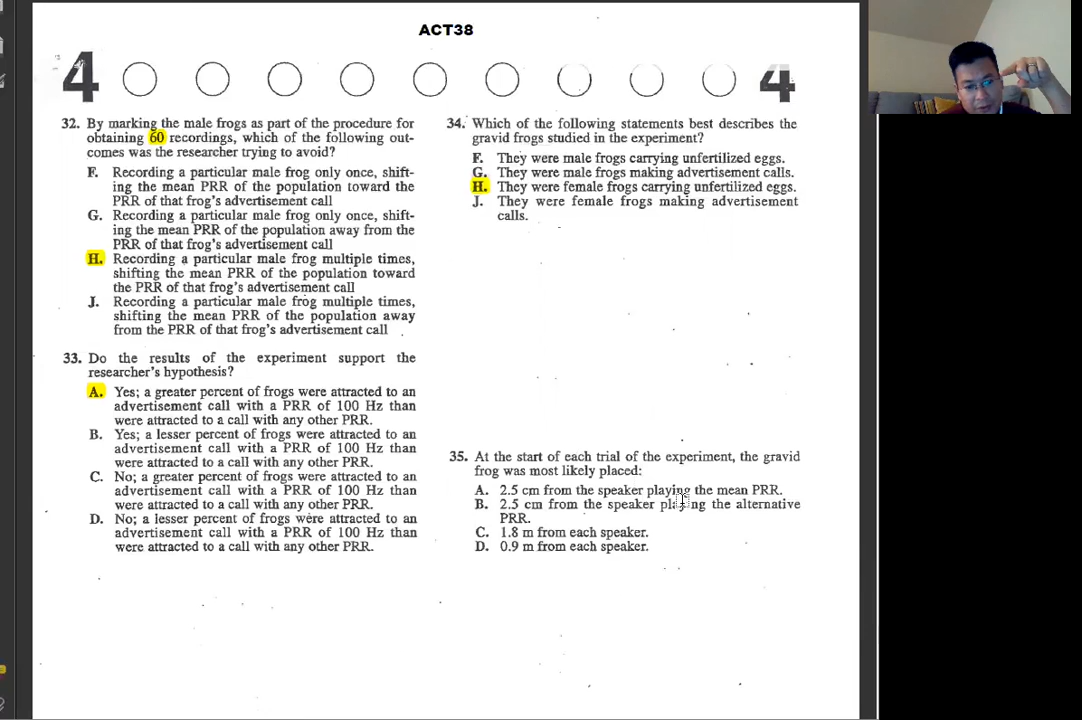 ACT38
4
4
32. By marking the male frogs as part of the procedure for
obtaining 60 recordings, which of the following out-
comes was the researcher trying to avoid?
F. Recording a particular male frog only once, shift-
ing the mean PRR of the population toward the
PRR of that frog's advertisement call
G. Recording a particular male frog only once, shift-
ing the mean PRR of the population away from the
PRR of that frog's advertisement call
H. Recording a particular male frog multiple times,
shifting the mean PRR of the population toward
the PRR of that frog's advertisement call
J. Recording a particular male frog multiple times,
shifting the mean PRR of the population away
from the PRR of that frog's advertisement call
33. Do the results of the experiment support the
researcher's hypothesis?
A. Yes; a greater percent of frogs were attracted to an
advertisement call with a PRR of 100 Hz than
were attracted to a call with any other PRR.
B. Yes; a lesser percent of frogs were attracted to an
advertisement call with a PRR of 100 Hz than
were attracted to a call with any other PRR.
C. No; a greater percent of frogs were attracted to an
advertisement call with a PRR of 100 Hz than
were attracted to a call with any other PRR.
D. No; a lesser percent of frogs were attracted to an
advertisement call with a PRR of 100 Hz than
were attracted to a call with any other PRR.
34. Which of the following statements best describes the
gravid frogs studied in the experiment?
F. They were male frogs carrying unfertilized eggs.
G. They were male frogs making advertisement calls.
H. They were female frogs carrying unfertilized eggs.
J. They were female frogs making advertisement
calls.
35. At the start of each trial of the experiment, the gravid
frog was most likely placed:
A. 2.5 cm from the speaker playing the mean PRR.
B. 2.5 cm from the speaker playing the alternative
PRR.
C. 1.8 m from each speaker.
D. 0.9 m from each speaker.